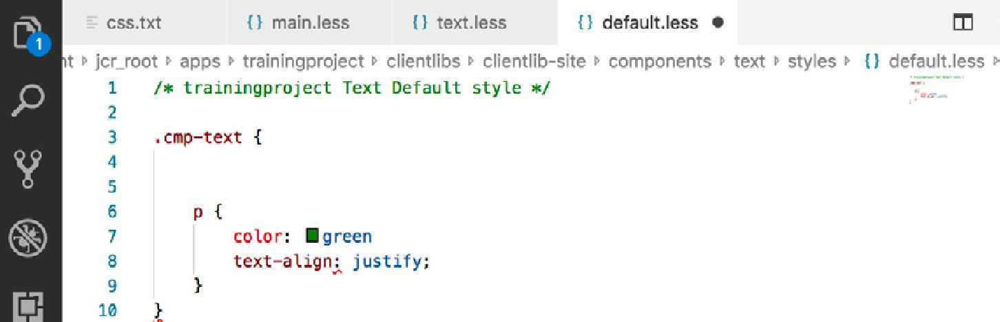 css.txt {} main.less {} text.less {} default.less
1
nt jcr_root apps trainingproject clientlibs clientlib-site components text styles {} default.less
1 /* trainingproject Text Default style */
2
3 .cmp-text {
4
5
6 p {
7 color: green
8 text-align: justify;
9 }
10 }